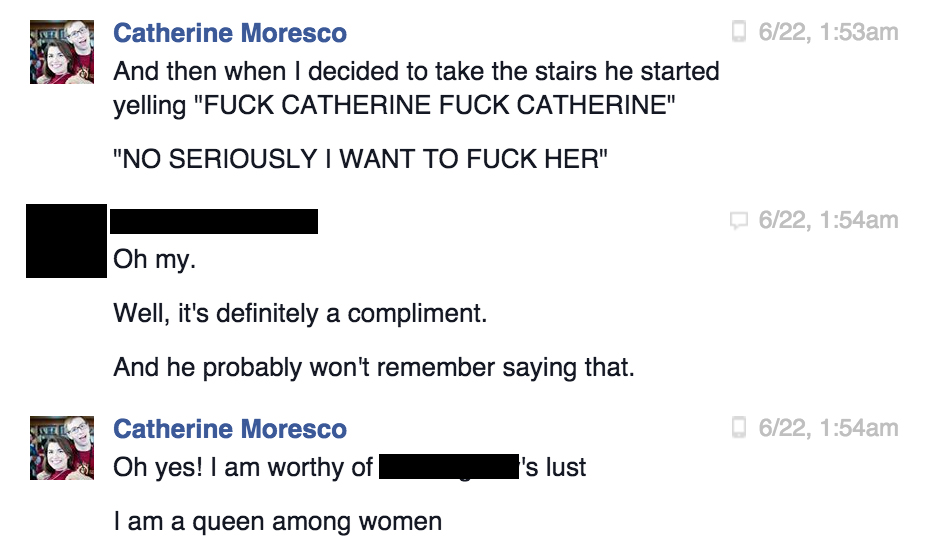 Catherine Moresco 6/22, 1:53am
And then when I decided to take the stairs he started
yelling "FUCK CATHERINE FUCK CATHERINE"
"NO SERIOUSLY I WANT TO FUCK HER"
6/22, 1:54am
Oh my.
Well, it's definitely a compliment.
And he probably won't remember saying that.
Catherine Moresco 6/22, 1:54am
Oh yes! I am worthy of 's lust
I am a queen among women